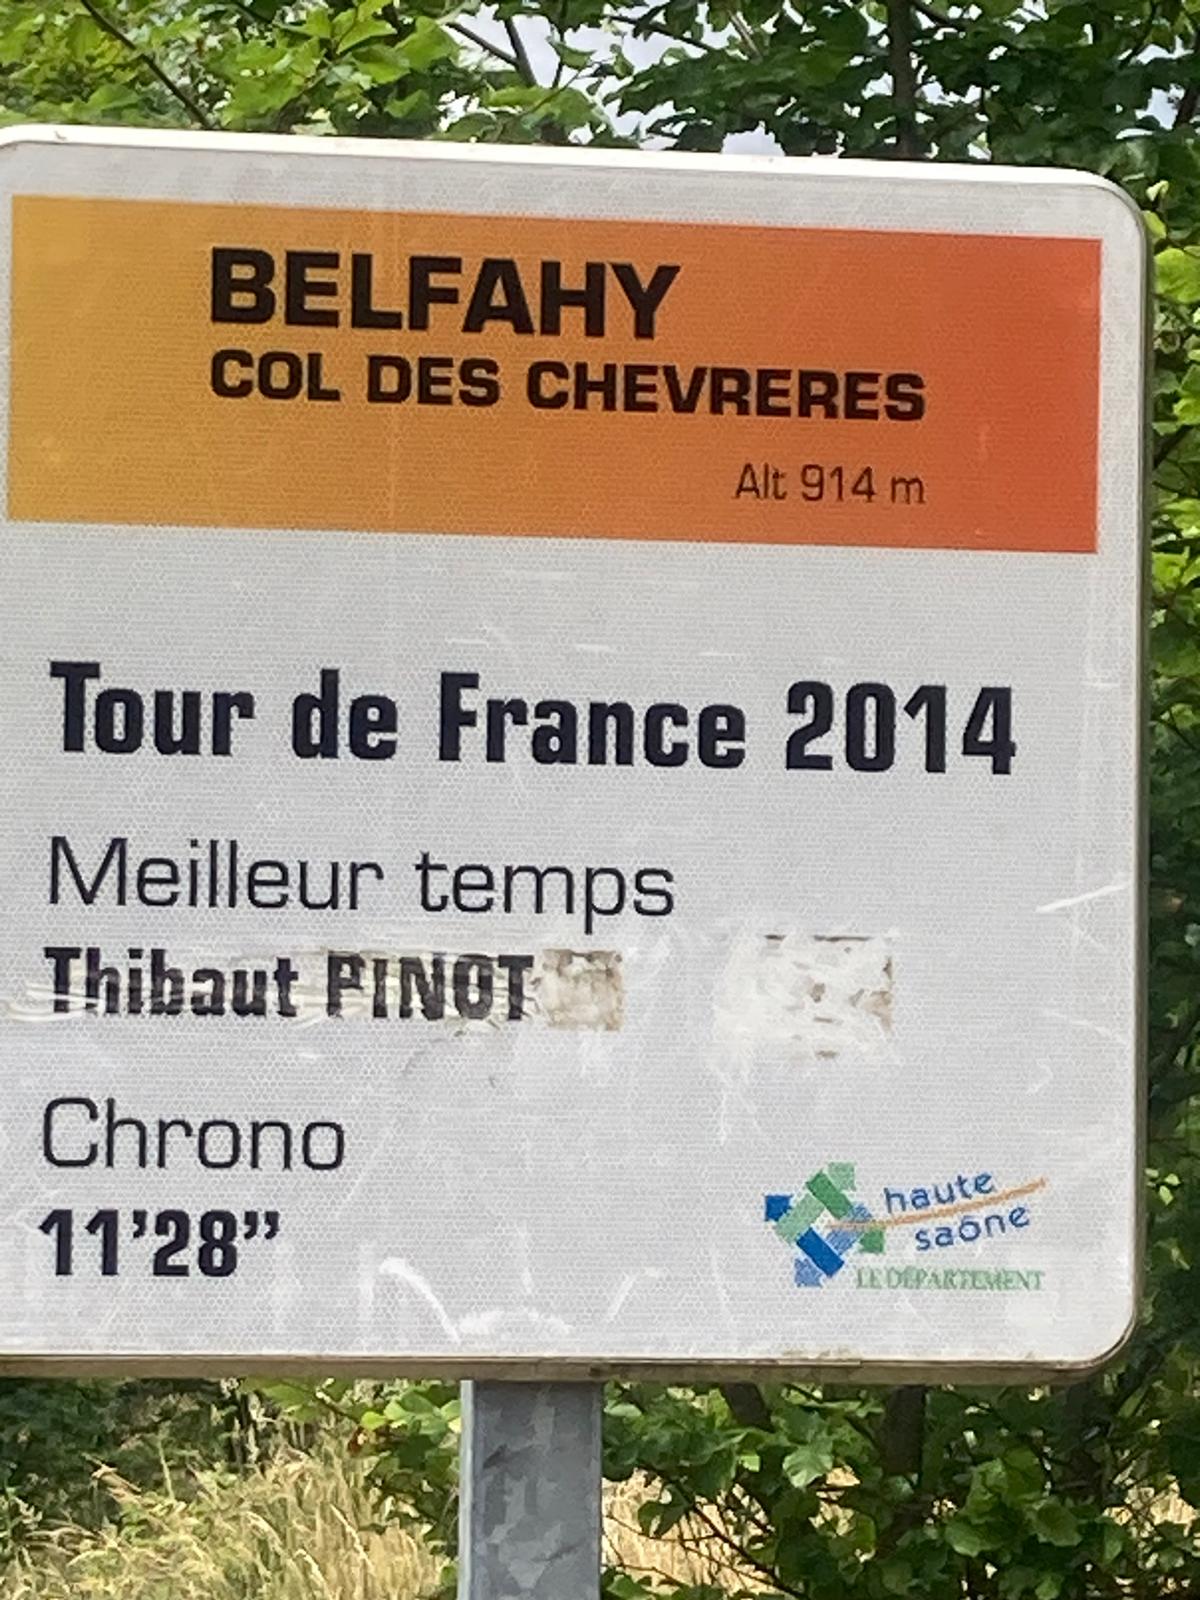 BELFAHY
COL DES CHEVRERES
Alt 914 m
Tour de France 2014
Meilleur temps
Thibaut PINOT
Chrono
11'28"
haute
saône
LE DÉPARTEMENT